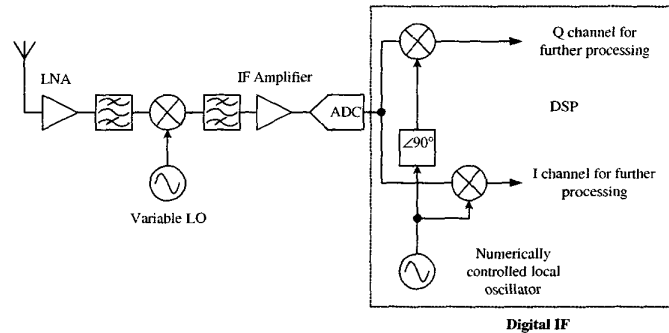 Q channel for
further processing
LNA
IF Amplifier
ADC
DSP
∠90°
I channel for further
processing
Variable LO
Numerically
controlled local
oscillator
Digital IF